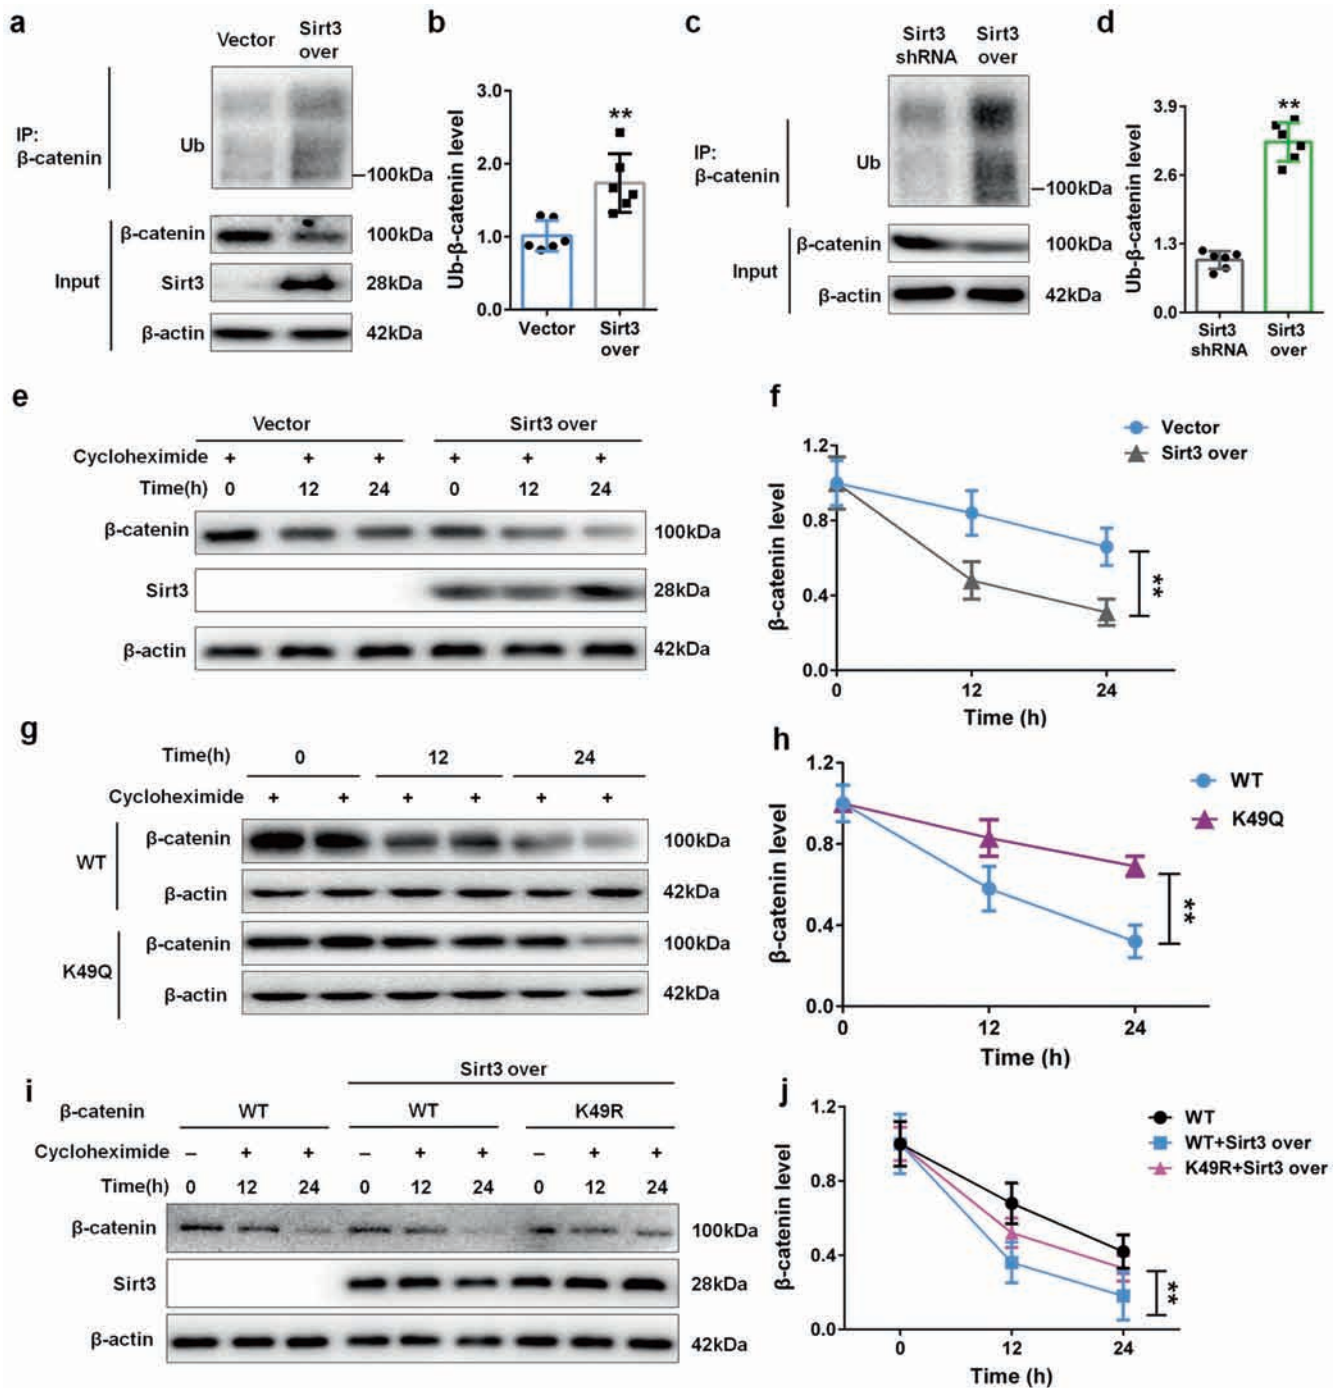 a
Vector
Sirt3
over
IP:
β-catenin
Ub
100kDa
Input
β-catenin
100kDa
Sirt3
28kDa
β-actin
42kDa
b
Ub-β-catenin level
3.0
2.0
1.0
0.0
**
Vector
Sirt3
over
c
Sirt3
shRNA
Sirt3
over
IP:
β-catenin
Ub
100kDa
Input
β-catenin
100kDa
β-actin
42kDa
d
Ub-β-catenin level
3.9
2.6
1.3
0.0
**
Sirt3
shRNA
Sirt3
over
e
Vector
Sirt3 over
Cycloheximide + + + + + +
Time(h) 0 12 24 0 12 24
β-catenin 100kDa
Sirt3 28kDa
β-actin 42kDa
f
Vector
Sirt3 over
β-catenin level
1.2
0.8
0.4
0.0
**
0 12 24
Time (h)
g
Time(h) 0 12 24
Cycloheximide + + + + + +
WT
β-catenin 100kDa
β-actin 42kDa
K49Q
β-catenin 100kDa
β-actin 42kDa
h
WT
K49Q
β-catenin level
1.2
0.8
0.4
0.0
**
0 12 24
Time (h)
i
Sirt3 over
β-catenin WT WT K49R
Cycloheximide – + + – + + – + +
Time(h) 0 12 24 0 12 24 0 12 24
β-catenin 100kDa
Sirt3 28kDa
β-actin 42kDa
j
WT
WT+Sirt3 over
K49R+Sirt3 over
β-catenin level
1.2
0.8
0.4
0.0
**
0 12 24
Time (h)